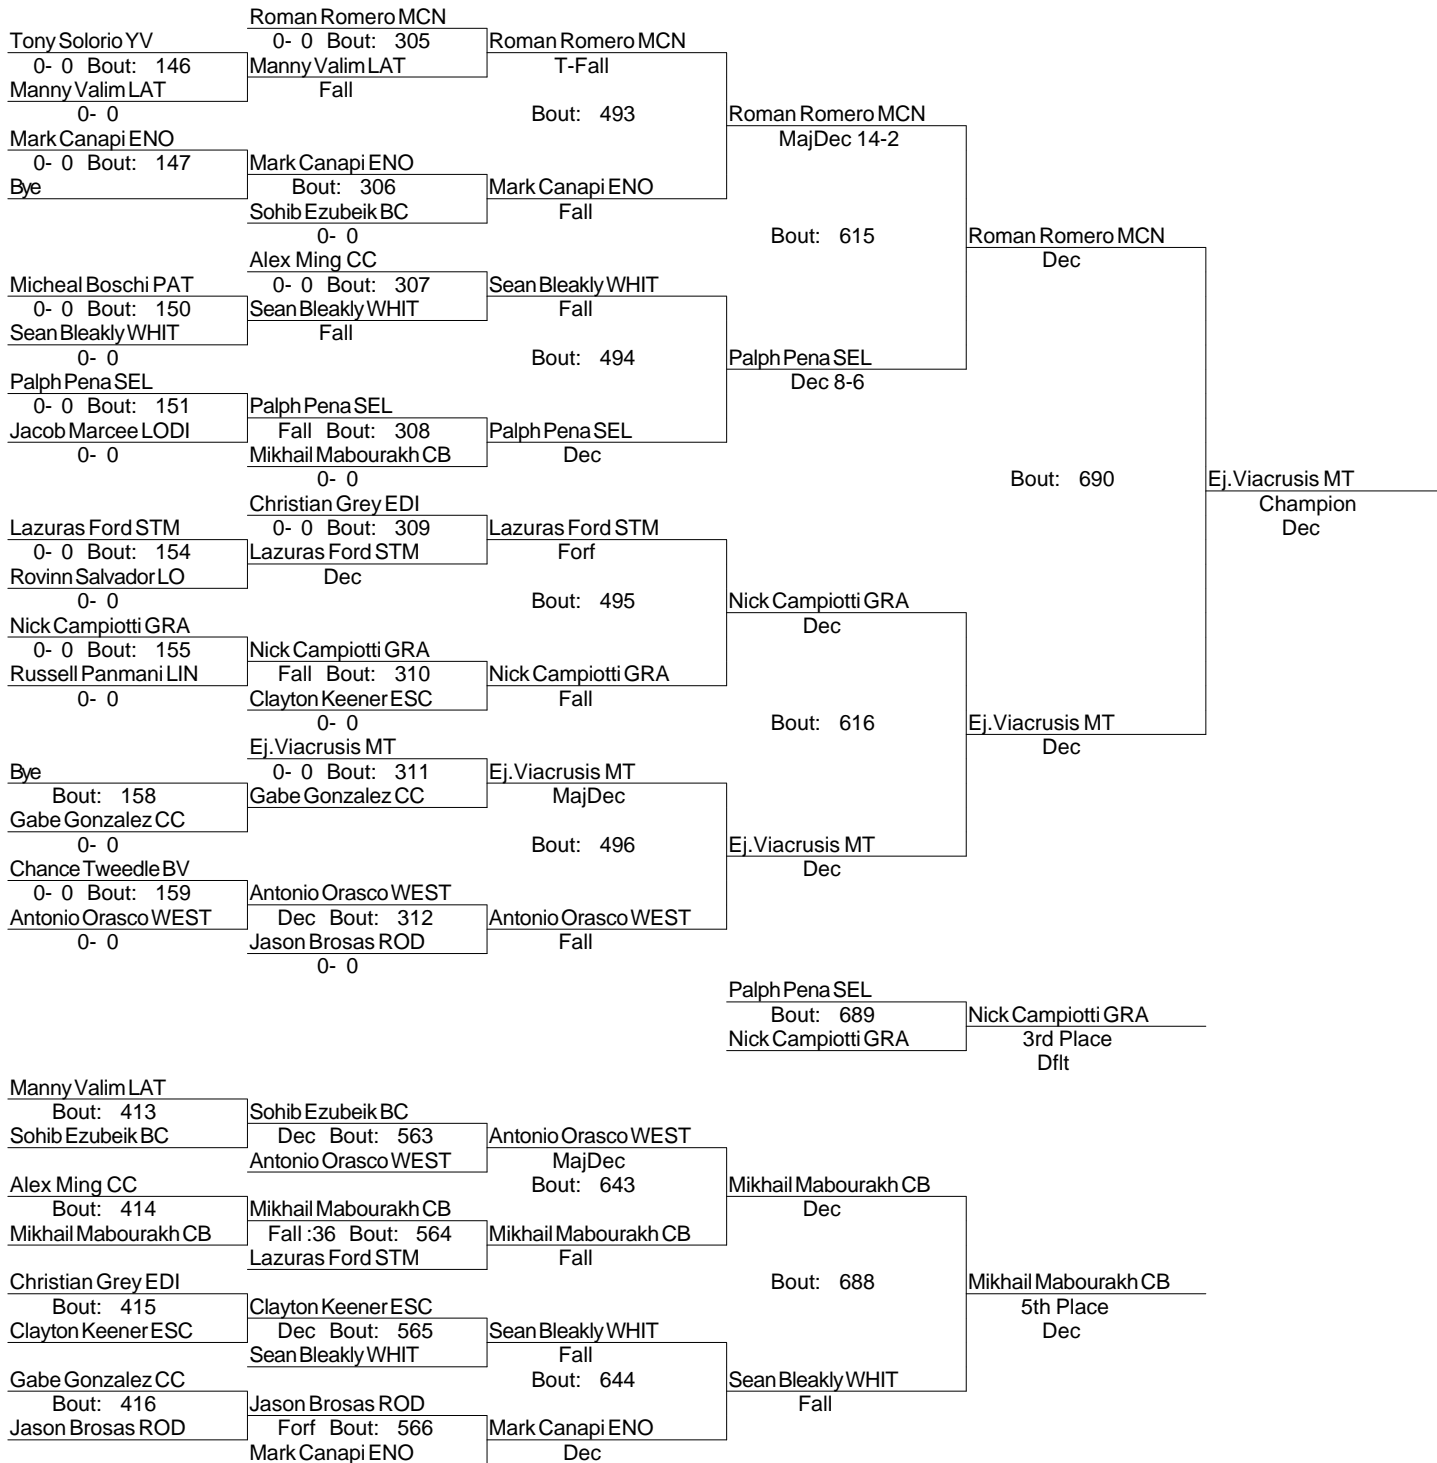 Roman Romero MCN
Tony Solorio YV
0- 0 Bout: 305
Roman Romero MCN
0- 0 Bout: 146
Manny Valim LAT
T-Fall
Manny Valim LAT
Fall
0- 0
Bout: 493
Roman Romero MCN
Mark Canapi ENO
MajDec 14-2
0- 0 Bout: 147
Mark Canapi ENO
Bye
Bout: 306
Mark Canapi ENO
Sohib Ezubeik BC
Fall
0- 0
Bout: 615
Roman Romero MCN
Alex Ming CC
Dec
Micheal Boschi PAT
0- 0 Bout: 307
Sean Bleakly WHIT
0- 0 Bout: 150
Sean Bleakly WHIT
Fall
Sean Bleakly WHIT
Fall
0- 0
Bout: 494
Palph Pena SEL
Palph Pena SEL
Dec 8-6
0- 0 Bout: 151
Palph Pena SEL
Jacob Marcee LODI
Fall Bout: 308
Palph Pena SEL
0- 0
Mikhail Mabourakh CB
Dec
0- 0
Bout: 690
Ej.Viacrusis MT
Christian Grey EDI
Champion
Lazuras Ford STM
0- 0 Bout: 309
Lazuras Ford STM
Dec
0- 0 Bout: 154
Lazuras Ford STM
Forf
Rovinn Salvador LO
Dec
0- 0
Bout: 495
Nick Campiotti GRA
Nick Campiotti GRA
Dec
0- 0 Bout: 155
Nick Campiotti GRA
Russell Panmani LIN
Fall Bout: 310
Nick Campiotti GRA
0- 0
Clayton Keener ESC
Fall
0- 0
Bout: 616
Ej.Viacrusis MT
Ej.Viacrusis MT
Dec
Bye
0- 0 Bout: 311
Ej.Viacrusis MT
Bout: 158
Gabe Gonzalez CC
MajDec
Gabe Gonzalez CC
0- 0
Bout: 496
Ej.Viacrusis MT
Chance Tweedle BV
Dec
0- 0 Bout: 159
Antonio Orasco WEST
Antonio Orasco WEST
Dec Bout: 312
Antonio Orasco WEST
0- 0
Jason Brosas ROD
Fall
0- 0
Palph Pena SEL
Bout: 689
Nick Campiotti GRA
Nick Campiotti GRA
3rd Place
Dflt
Manny Valim LAT
Bout: 413
Sohib Ezubeik BC
Sohib Ezubeik BC
Dec Bout: 563
Antonio Orasco WEST
Antonio Orasco WEST
MajDec
Alex Ming CC
Bout: 643
Mikhail Mabourakh CB
Bout: 414
Mikhail Mabourakh CB
Dec
Mikhail Mabourakh CB
Fall :36 Bout: 564
Mikhail Mabourakh CB
Lazuras Ford STM
Fall
Christian Grey EDI
Bout: 688
Mikhail Mabourakh CB
Bout: 415
Clayton Keener ESC
5th Place
Clayton Keener ESC
Dec Bout: 565
Sean Bleakly WHIT
Dec
Sean Bleakly WHIT
Fall
Gabe Gonzalez CC
Bout: 644
Sean Bleakly WHIT
Bout: 416
Jason Brosas ROD
Fall
Jason Brosas ROD
Forf Bout: 566
Mark Canapi ENO
Mark Canapi ENO
Dec